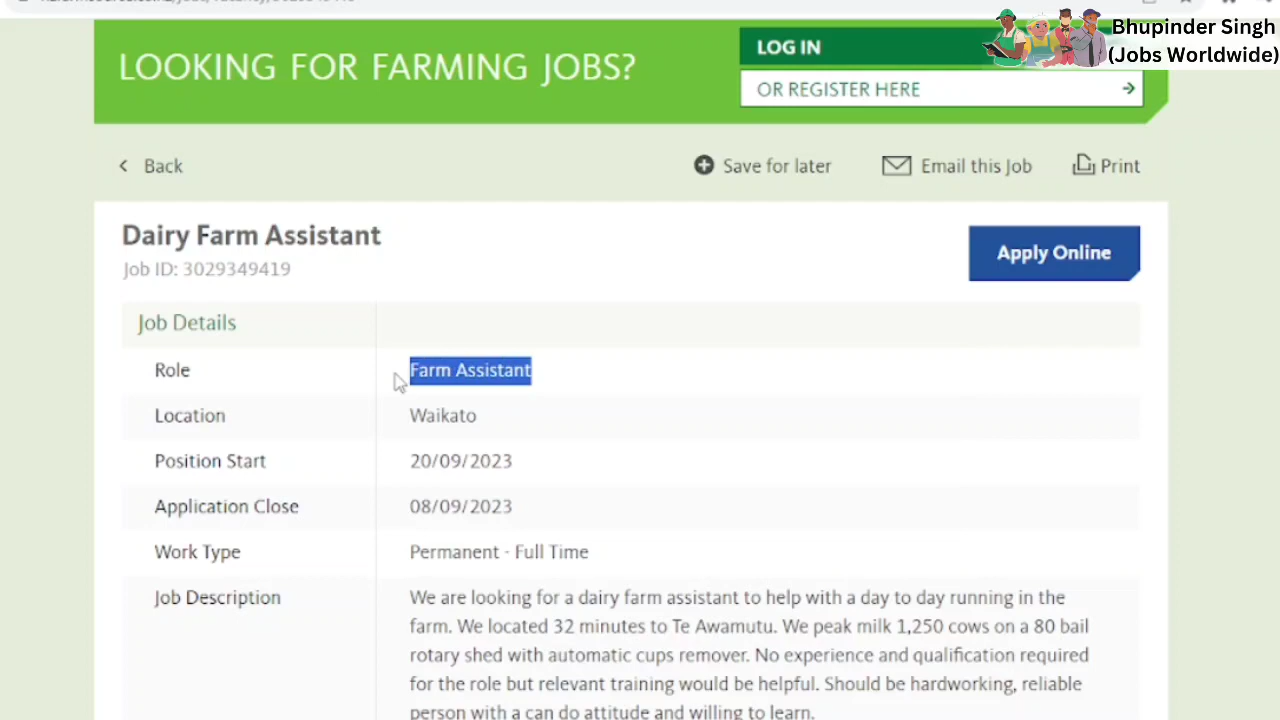 Bhupinder Singh
(Jobs Worldwide)
LOOKING FOR FARMING JOBS?
LOG IN
OR REGISTER HERE
Back
Save for later
Email this Job
Print
Dairy Farm Assistant
Apply Online
Job ID: 3029349419
Job Details
Role Farm Assistant
Location Waikato
Position Start 20/09/2023
Application Close 08/09/2023
Work Type Permanent - Full Time
Job Description We are looking for a dairy farm assistant to help with a day to day running in the
farm. We located 32 minutes to Te Awamutu. We peak milk 1,250 cows on a 80 bail
rotary shed with automatic cups remover. No experience and qualification required
for the role but relevant training would be helpful. Should be hardworking, reliable
person with a can do attitude and willing to learn.